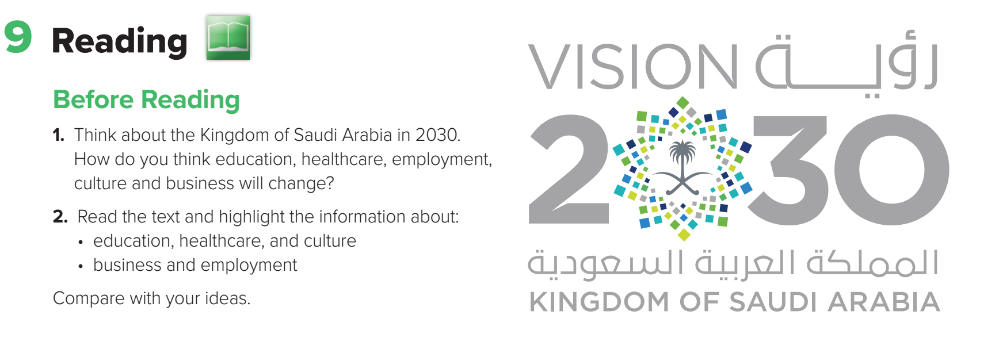 9 Reading
Before Reading
1. Think about the Kingdom of Saudi Arabia in 2030.
How do you think education, healthcare, employment,
culture and business will change?
2. Read the text and highlight the information about:
• education, healthcare, and culture
• business and employment
Compare with your ideas.
VISION رؤية
2030
المملكة العربية السعودية
KINGDOM OF SAUDI ARABIA